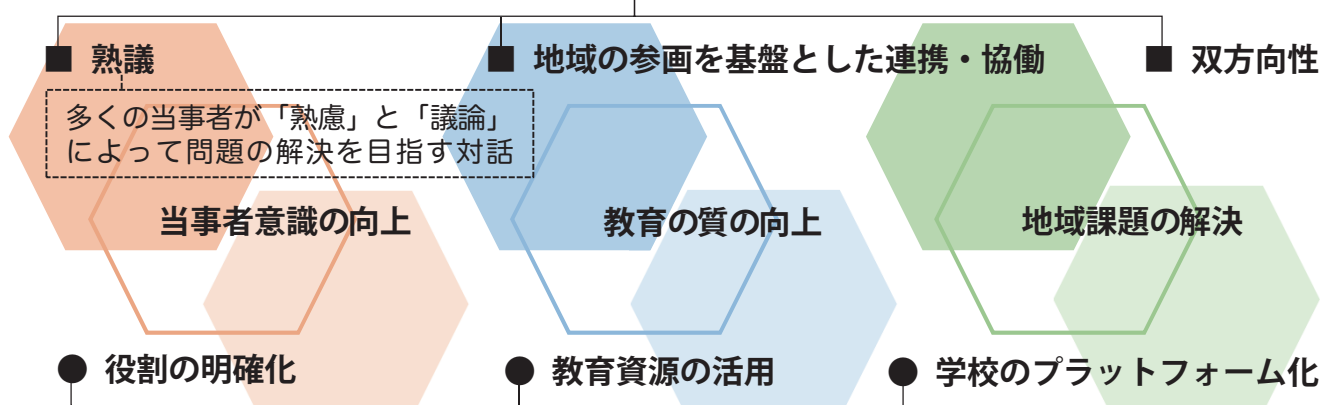 ■ 熟議
■ 地域の参画を基盤とした連携・協働
■ 双方向性
多くの当事者が「熟慮」と「議論」
によって問題の解決を目指す対話
当事者意識の向上
教育の質の向上
地域課題の解決
● 役割の明確化
● 教育資源の活用
● 学校のプラットフォーム化